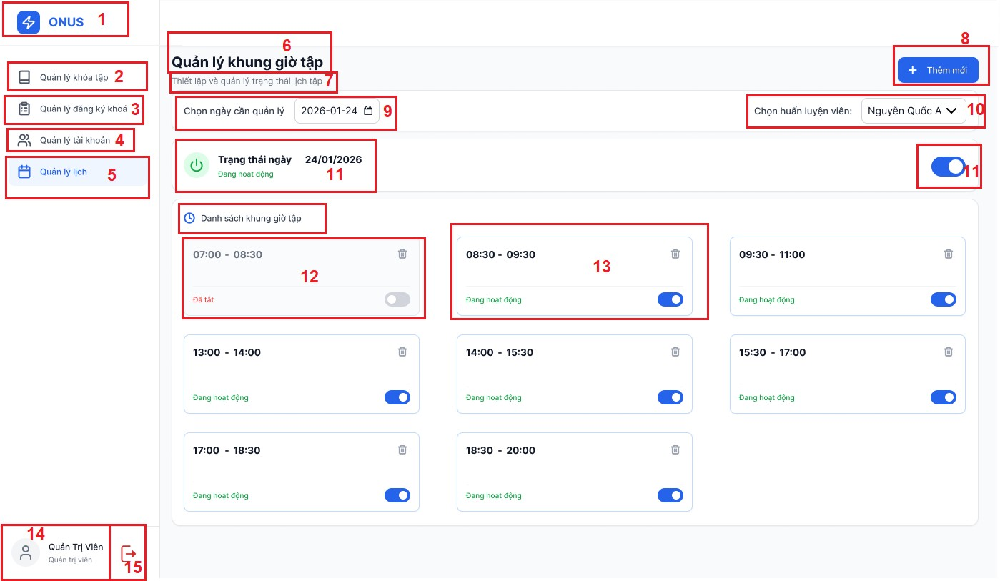 ONUS 1
Quản lý khóa tập 2
Quản lý đăng ký khoá 3
Quản lý tài khoản 4
Quản lý lịch 5
6
Quản lý khung giờ tập
Thiết lập và quản lý trạng thái lịch tập 7
8
+ Thêm mới
Chọn ngày cần quản lý 2026-01-24 9
Chọn huấn luyện viên: Nguyễn Quốc A 10
Trạng thái ngày 24/01/2026
Đang hoạt động 11
11
Danh sách khung giờ tập
07:00 - 08:30
12
Đã tắt
08:30 - 09:30
13
Đang hoạt động
09:30 - 11:00
Đang hoạt động
13:00 - 14:00
Đang hoạt động
14:00 - 15:30
Đang hoạt động
15:30 - 17:00
Đang hoạt động
17:00 - 18:30
Đang hoạt động
18:30 - 20:00
Đang hoạt động
14
Quản Trị Viên
Quản trị viên
15